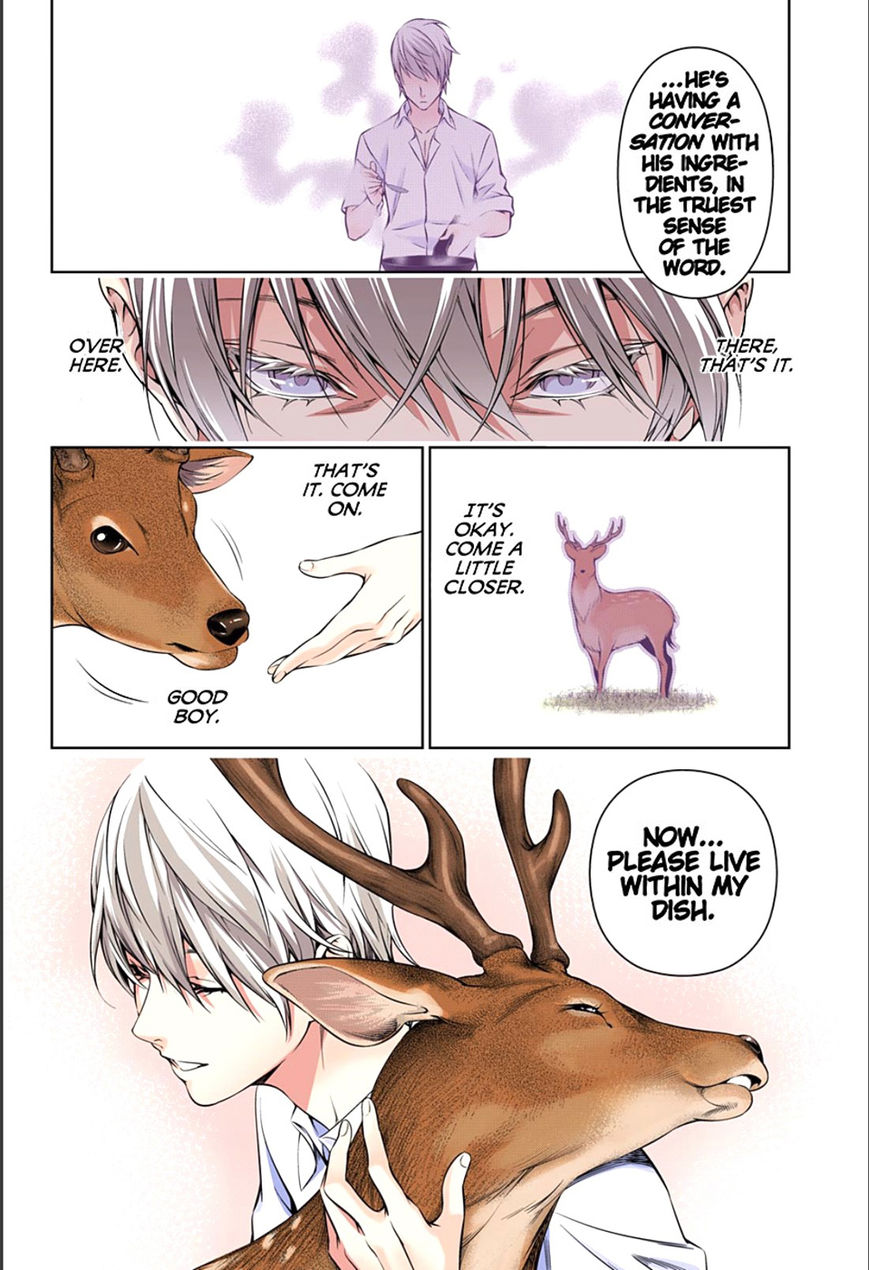 ...HE'S
HAVING A
CONVER-
SATION WITH
HIS INGRE-
DIENTS, IN
THE TRUEST
SENSE
OF THE
WORD.
THERE,
THAT'S IT.
OVER
HERE.
IT'S
OKAY.
COME A
LITTLE
CLOSER.
THAT'S
IT. COME
ON.
GOOD
BOY.
NOW...
PLEASE LIVE
WITHIN MY
DISH.